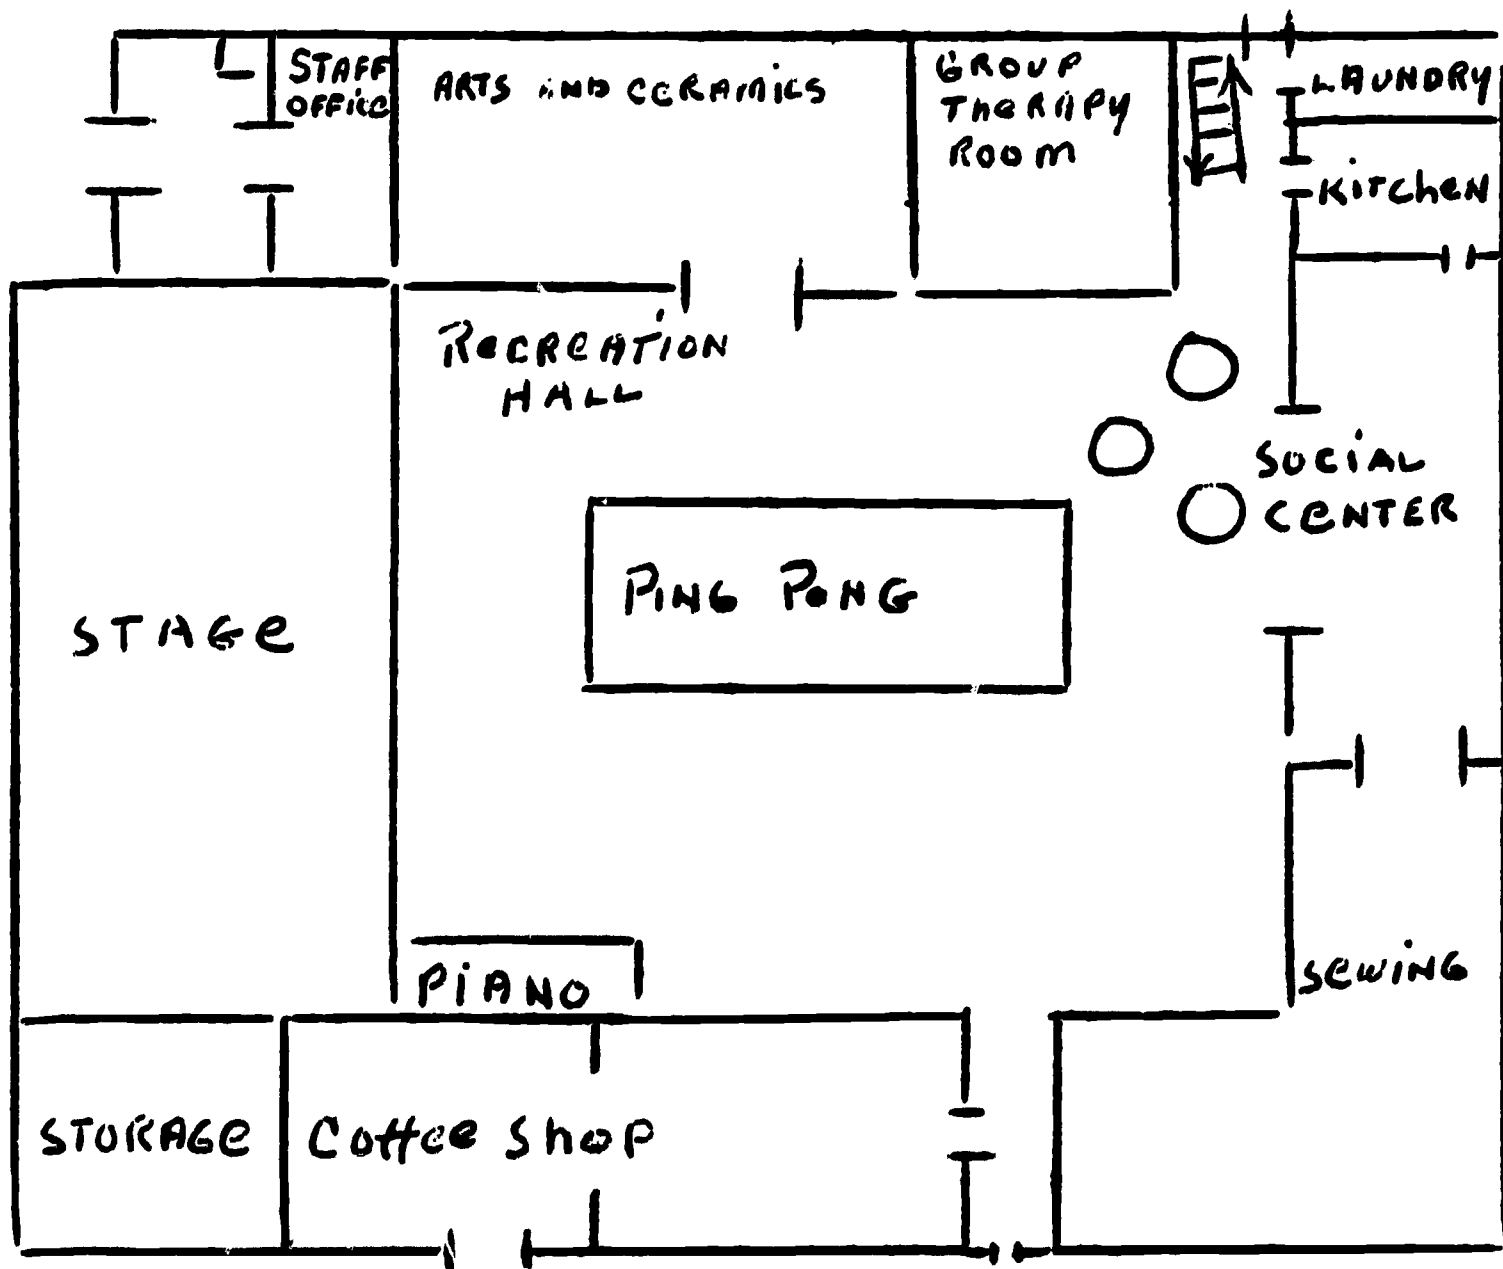 STAFF
OFFICE
ARTS AND CERAMICS
GROUP
THERAPY
ROOM
LAUNDRY
KITCHEN
RECREATION
HALL
SOCIAL
CENTER
PING PONG
STAGE
PIANO
SEWING
STORAGE
Coffee Shop